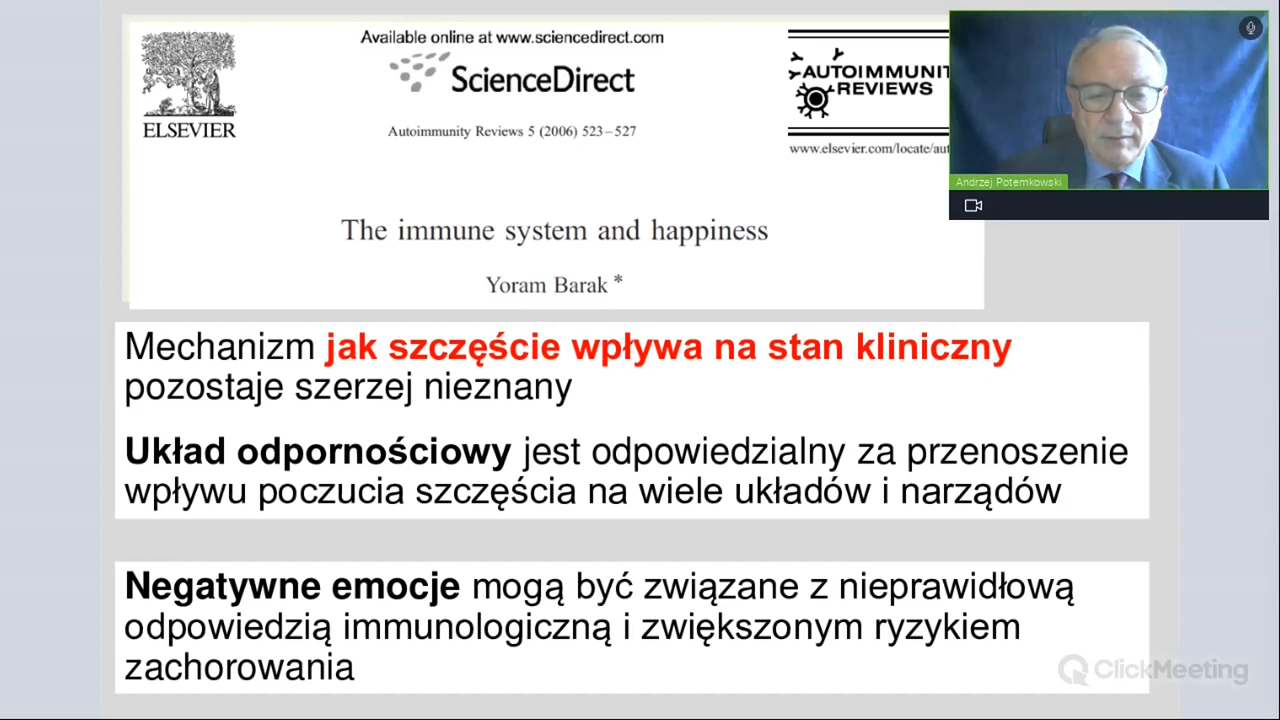 ELSEVIER
Available online at www.sciencedirect.com
ScienceDirect
Autoimmunity Reviews 5 (2006) 523–527
AUTOIMMUNIT
REVIEWS
www.elsevier.com/locate/aut
Andrzej Potemkowski
The immune system and happiness
Yoram Barak *
Mechanizm jak szczęście wpływa na stan kliniczny
pozostaje szerzej nieznany
Układ odpornościowy jest odpowiedzialny za przenoszenie
wpływu poczucia szczęścia na wiele układów i narządów
Negatywne emocje mogą być związane z nieprawidłową
odpowiedzią immunologiczną i zwiększonym ryzykiem
zachorowania
ClickMeeting